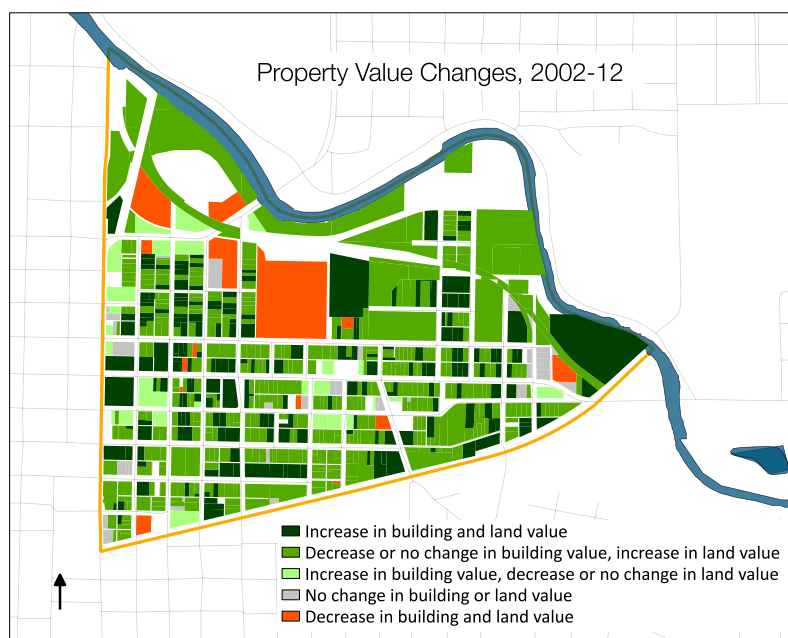 Property Value Changes, 2002-12
Increase in building and land value
Decrease or no change in building value, increase in land value
Increase in building value, decrease or no change in land value
No change in building or land value
Decrease in building and land value